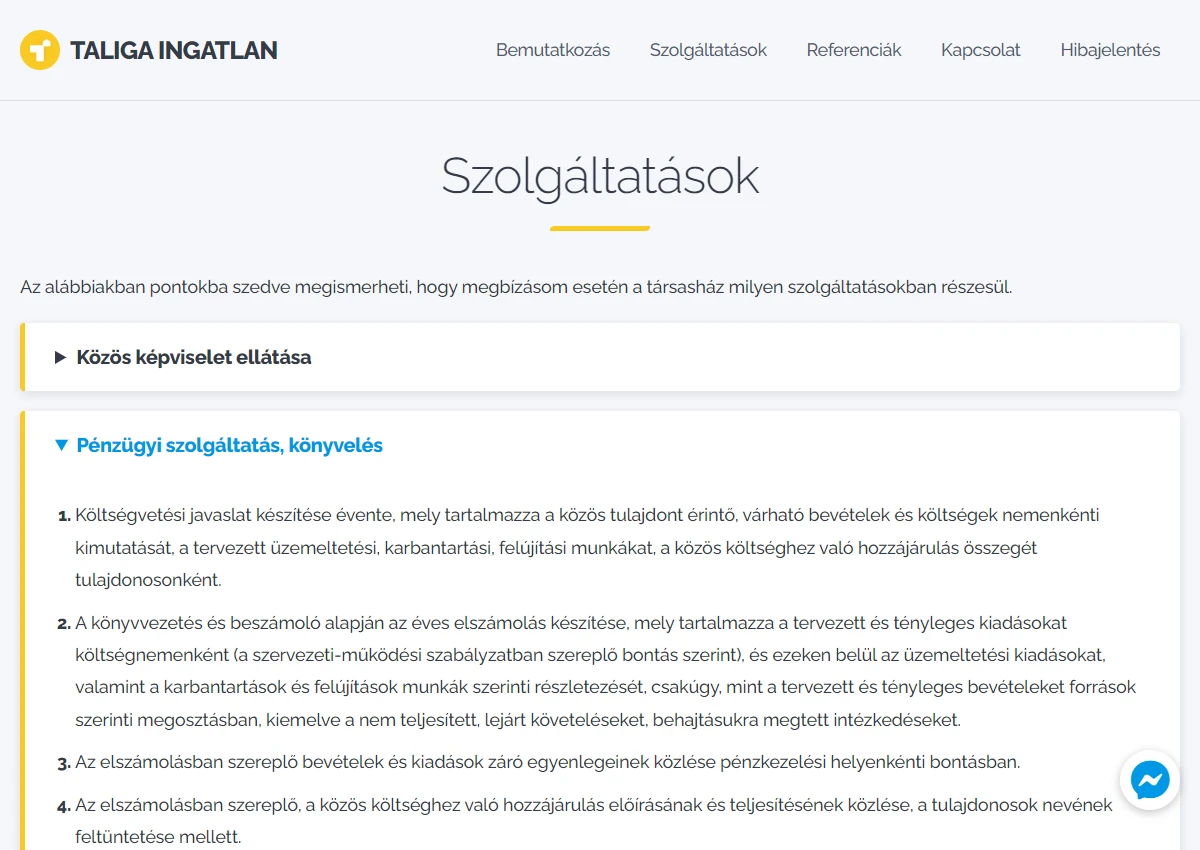 TALIGA INGATLAN
Bemutatkozás
Szolgáltatások
Referenciák
Kapcsolat
Hibajelentés
Szolgáltatások
Az alábbiakban pontokba szedve megismerheti, hogy megbízásom esetén a társasház milyen szolgáltatásokban részesül.
Közös képviselet ellátása
Pénzügyi szolgáltatás, könyvelés
1. Költségvetési javaslat készítése évente, mely tartalmazza a közös tulajdont érintő, várható bevételek és költségek nemenkénti
kimutatását, a tervezett üzemeltetési, karbantartási, felújítási munkákat, a közös költséghez való hozzájárulás összegét
tulajdonosonként.
2. A könyvvezetés és beszámoló alapján az éves elszámolás készítése, mely tartalmazza a tervezett és tényleges kiadásokat
költségnemenként (a szervezeti-működési szabályzatban szereplő bontás szerint), és ezeken belül az üzemeltetési kiadásokat,
valamint a karbantartások és felújítások munkák szerinti részletezését, csakúgy, mint a tervezett és tényleges bevételeket források
szerinti megosztásban, kiemelve a nem teljesített, lejárt követeléseket, behajtásukra megtett intézkedéseket.
3. Az elszámolásban szereplő bevételek és kiadások záró egyenlegeinek közlése pénzkezelési helyenkénti bontásban.
4. Az elszámolásban szereplő, a közös költséghez való hozzájárulás előírásának és teljesítésének közlése, a tulajdonosok nevének
feltüntetése mellett.